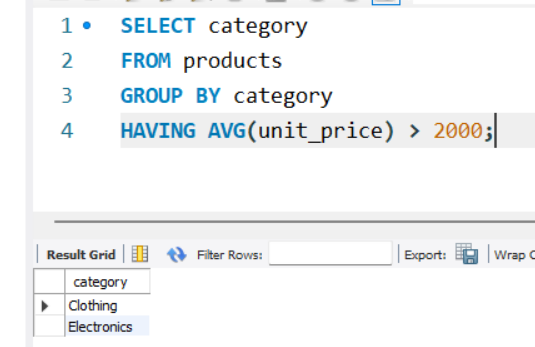 1 SELECT category
2 FROM products
3 GROUP BY category
4 HAVING AVG(unit_price) > 2000;
Result Grid Filter Rows: Export: Wrap C
category
Clothing
Electronics